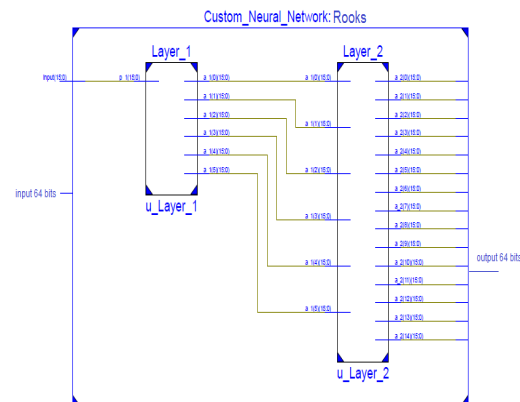 Custom_Neural_Network: Rooks
Layer_1
Layer_2
input(15:0)
p_1(15:0)
a_1(0)(15:0)
a_1(1)(15:0)
a_1(2)(15:0)
a_1(3)(15:0)
a_1(4)(15:0)
a_1(5)(15:0)
u_Layer_1
input 64 bits
a_1(0)(15:0)
a_1(1)(15:0)
a_1(2)(15:0)
a_1(3)(15:0)
a_1(4)(15:0)
a_1(5)(15:0)
a_2(0)(15:0)
a_2(1)(15:0)
a_2(2)(15:0)
a_2(3)(15:0)
a_2(4)(15:0)
a_2(5)(15:0)
a_2(6)(15:0)
a_2(7)(15:0)
a_2(8)(15:0)
a_2(9)(15:0)
a_2(10)(15:0)
a_2(11)(15:0)
a_2(12)(15:0)
a_2(13)(15:0)
a_2(14)(15:0)
output 64 bits
u_Layer_2